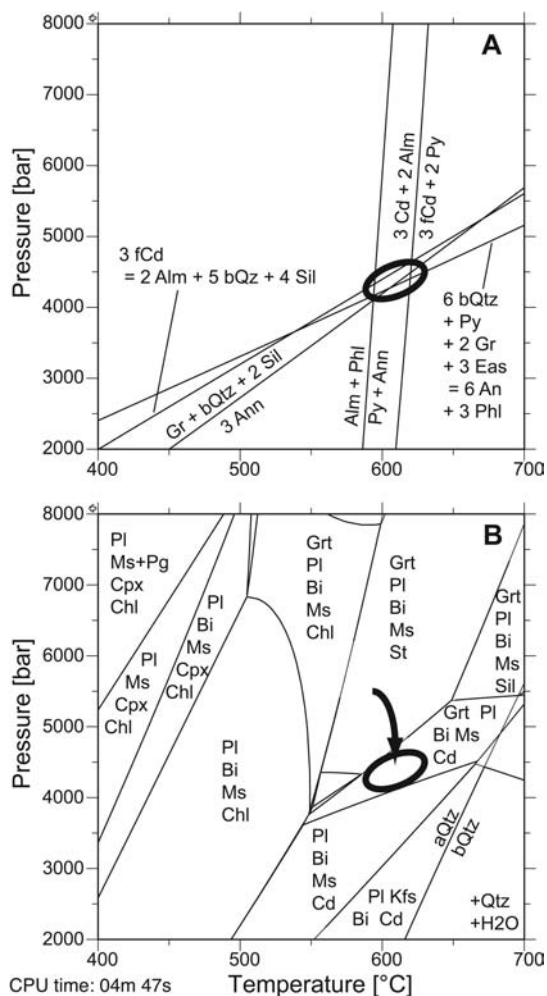 8000
7000
6000
5000
4000
3000
2000
Pressure [bar]
A
3 Cd + 2 Alm
3 fCd + 2 Py
3 fCd
= 2 Alm + 5 bQz + 4 Sil
6 bQtz
+ Py
+ 2 Gr
+ 3 Eas
= 6 An
+ 3 Phl
Gr + bQtz + 2 Sil
3 Ann
Alm + Phl
Py + Ann
400
500
600
700
8000
7000
6000
5000
4000
3000
2000
Pressure [bar]
B
Pl
Ms+Pg
Cpx
Chl
Pl
Ms
Cpx
Chl
Pl
Bi
Ms
Cpx
Chl
Grt
Pl
Bi
Ms
Chl
Grt
Pl
Bi
Ms
St
Grt
Pl
Bi
Ms
Sil
Grt Pl
Bi Ms
Cd
Pl
Bi
Ms
Chl
Pl
Bi
Ms
Cd
Pl Kfs
Bi Cd
aQtz
bQtz
+Qtz
+H2O
400
500
600
700
CPU time: 04m 47s
Temperature [°C]